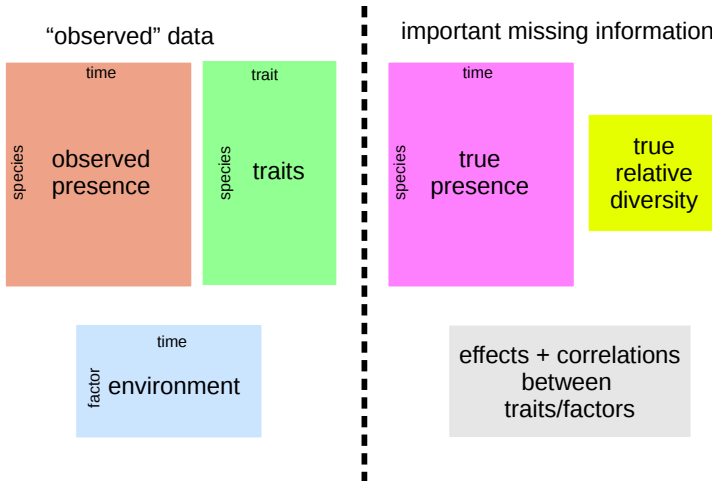 “observed” data
important missing information
time
trait
time
species
observed
presence
species
traits
species
true
presence
true
relative
diversity
time
factor
environment
effects + correlations
between
traits/factors